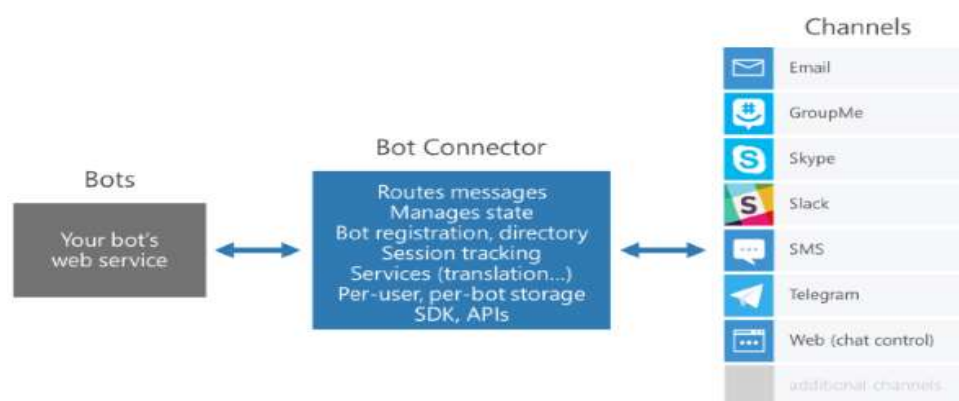 Channels
Email
GroupMe
Skype
Slack
SMS
Telegram
Web (chat control)
additional channels
Bot Connector
Routes messages
Manages state
Bot registration, directory
Session tracking
Services (translation...)
Per-user, per-bot storage
SDK, APIs
Bots
Your bot's
web service